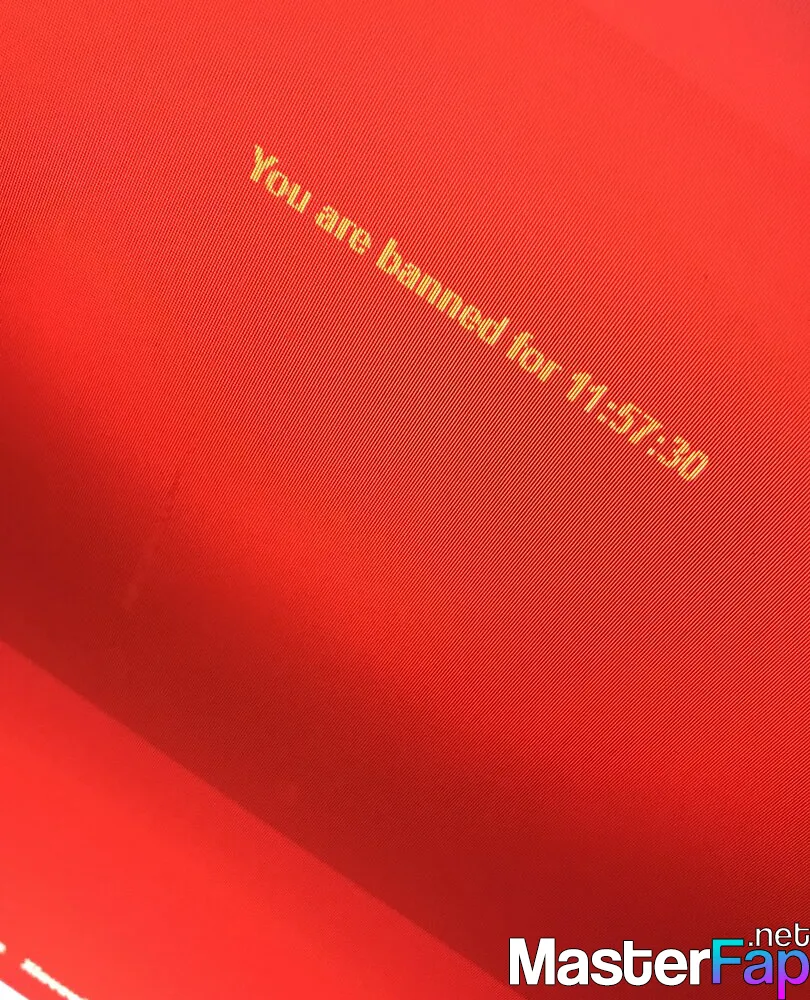 You are banned for 11:57:30
MasterFap
.net